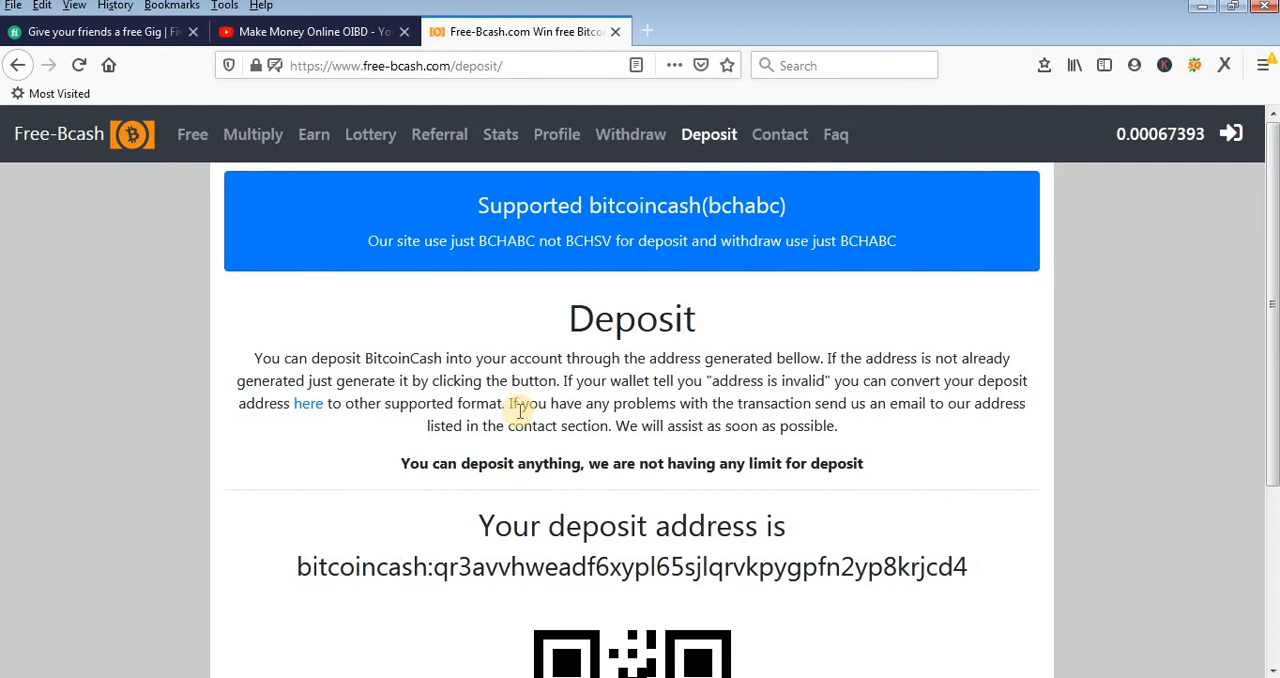 File Edit View History Bookmarks Tools Help
Give your friends a free Gig | Fi
Make Money Online OIBD - Yo
Free-Bcash.com Win free Bitco
https://www.free-bcash.com/deposit/
Search
Most Visited
Free-Bcash Free Multiply Earn Lottery Referral Stats Profile Withdraw Deposit Contact Faq 0.00067393
Supported bitcoincash(bchabc)
Our site use just BCHABC not BCHSV for deposit and withdraw use just BCHABC
Deposit
You can deposit BitcoinCash into your account through the address generated bellow. If the address is not already
generated just generate it by clicking the button. If your wallet tell you "address is invalid" you can convert your deposit
address here to other supported format. If you have any problems with the transaction send us an email to our address
listed in the contact section. We will assist as soon as possible.
You can deposit anything, we are not having any limit for deposit
Your deposit address is
bitcoincash:qr3avvhweadf6xypl65sjlqrvkpygpfn2yp8krjcd4